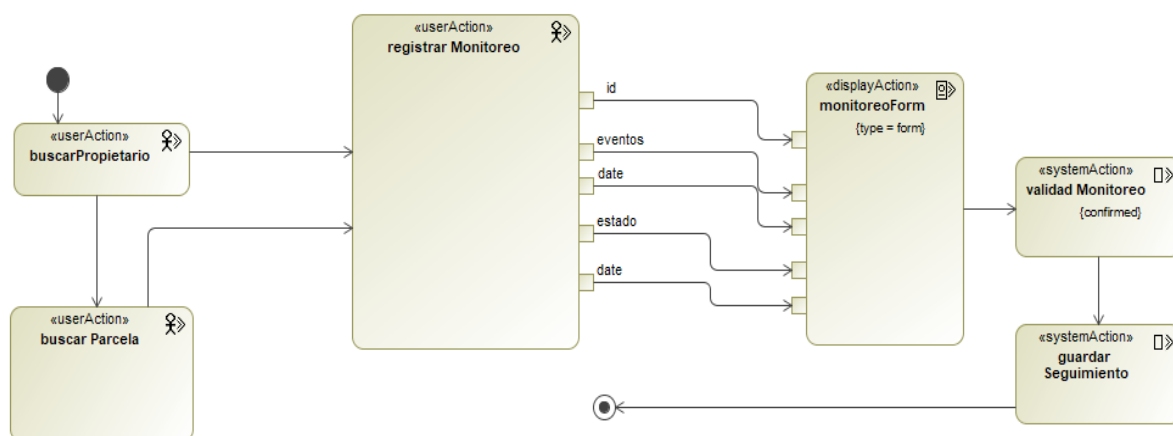 «userAction»
buscarPropietario
«userAction»
buscar Parcela
«userAction»
registrar Monitoreo
id
eventos
date
estado
date
«displayAction»
monitoreoForm
{type = form}
«systemAction»
validad Monitoreo
{confirmed}
«systemAction»
guardar
Seguimiento